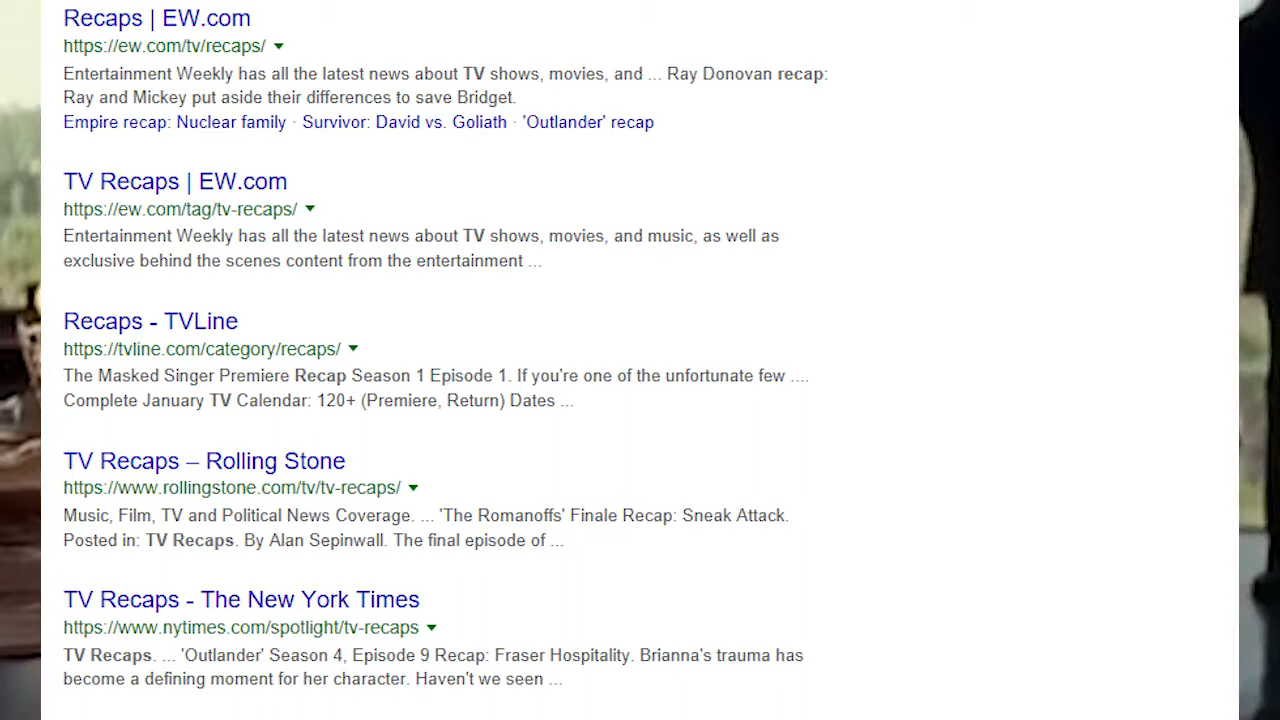 Recaps | EW.com
https://ew.com/tv/recaps/
Entertainment Weekly has all the latest news about TV shows, movies, and ... Ray Donovan recap:
Ray and Mickey put aside their differences to save Bridget.
Empire recap: Nuclear family · Survivor: David vs. Goliath · 'Outlander' recap
TV Recaps | EW.com
https://ew.com/tag/tv-recaps/
Entertainment Weekly has all the latest news about TV shows, movies, and music, as well as
exclusive behind the scenes content from the entertainment ...
Recaps - TVLine
https://tvline.com/category/recaps/
The Masked Singer Premiere Recap Season 1 Episode 1. If you're one of the unfortunate few ....
Complete January TV Calendar: 120+ (Premiere, Return) Dates ...
TV Recaps – Rolling Stone
https://www.rollingstone.com/tv/tv-recaps/
Music, Film, TV and Political News Coverage. ... 'The Romanoffs' Finale Recap: Sneak Attack.
Posted in: TV Recaps. By Alan Sepinwall. The final episode of ...
TV Recaps - The New York Times
https://www.nytimes.com/spotlight/tv-recaps
TV Recaps. ... 'Outlander' Season 4, Episode 9 Recap: Fraser Hospitality. Brianna's trauma has
become a defining moment for her character. Haven't we seen ...